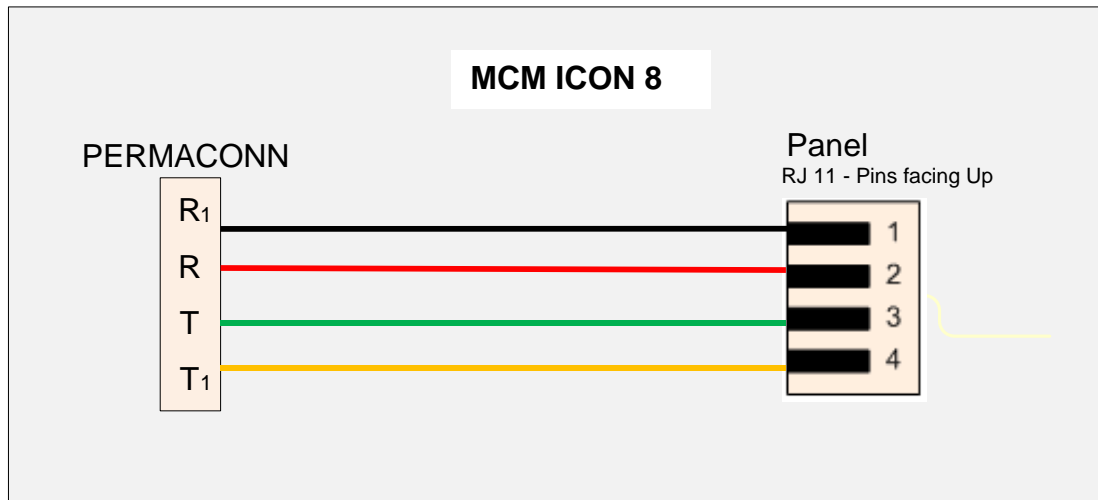 MCM ICON 8
PERMACONN
Panel
RJ 11 - Pins facing Up
R1
1
R
2
T
3
T1
4